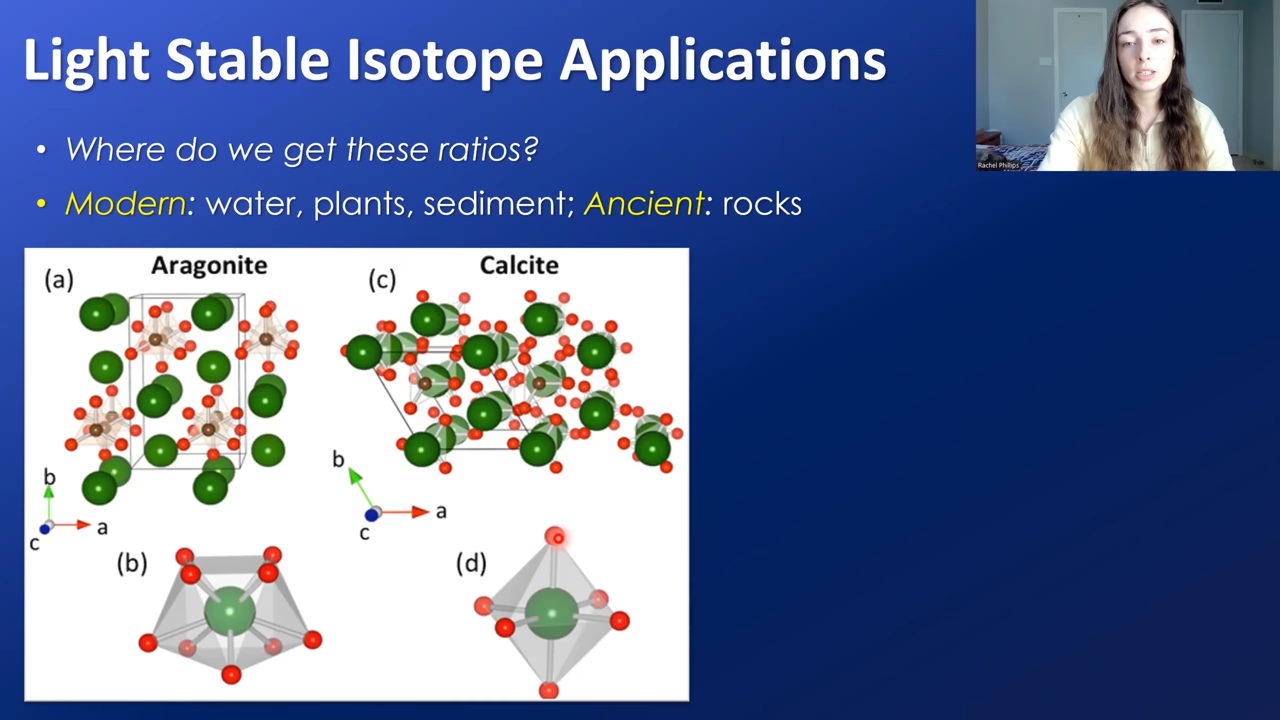 Light Stable Isotope Applications
Rachel Phillips
• Where do we get these ratios?
• Modern: water, plants, sediment; Ancient: rocks
Aragonite
Calcite
(a)
(c)
b
a
c
b
a
c
(b)
(d)